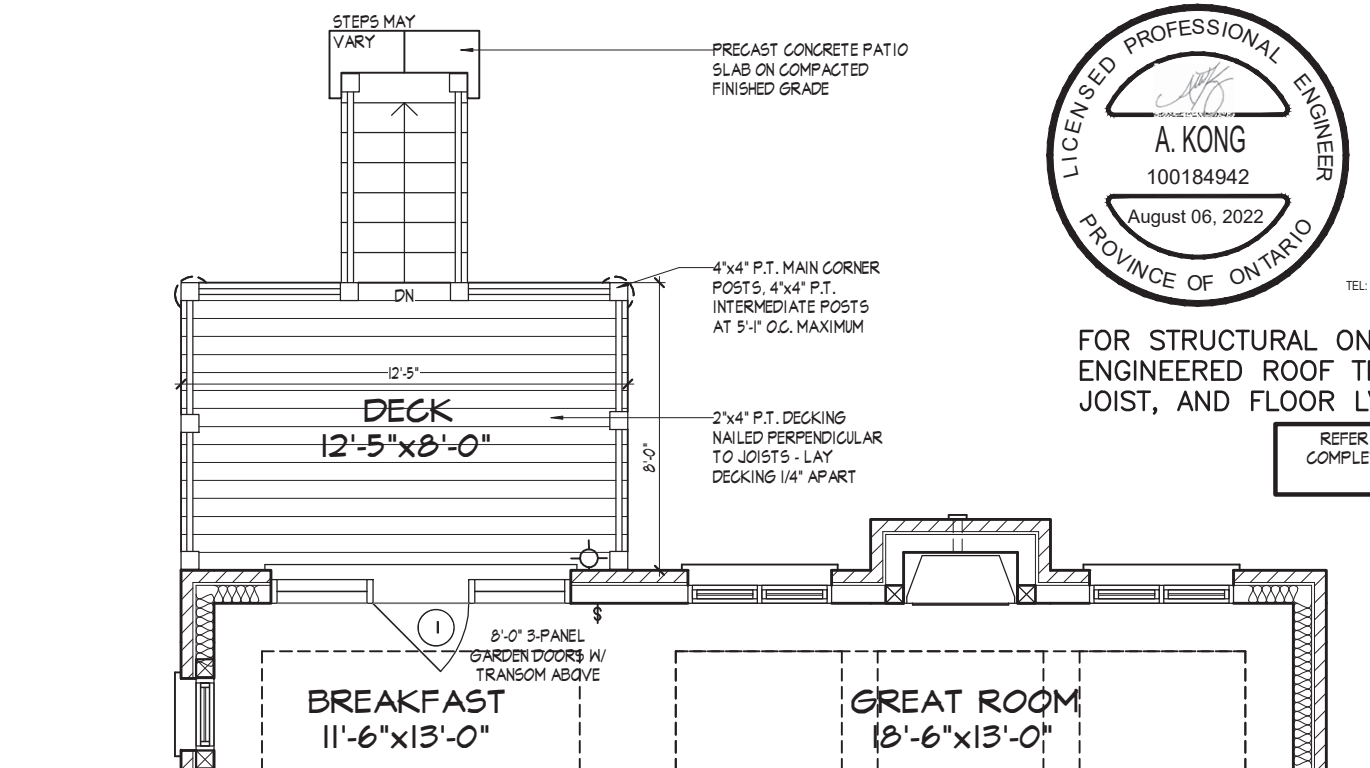 STEPS MAY
VARY
PRECAST CONCRETE PATIO
SLAB ON COMPACTED
FINISHED GRADE
LICENSED PROFESSIONAL ENGINEER
A. KONG
100184942
August 06, 2022
PROVINCE OF ONTARIO
TEL:
4"x4" P.T. MAIN CORNER
POSTS, 4"x4" P.T.
INTERMEDIATE POSTS
AT 5'-1" O.C. MAXIMUM
DN
FOR STRUCTURAL ON
ENGINEERED ROOF
JOIST, AND FLOOR
REFER
COMPLE
12'-5"
DECK
12'-5"x8'-0"
2"x4" P.T. DECKING
NAILED PERPENDICULAR
TO JOISTS - LAY
DECKING 1/4" APART
8'-0"
$
1
8'-0" 3-PANEL
GARDEN DOORS W/
TRANSOM ABOVE
BREAKFAST
11'-6"x13'-0"
GREAT ROOM
18'-6"x13'-0"